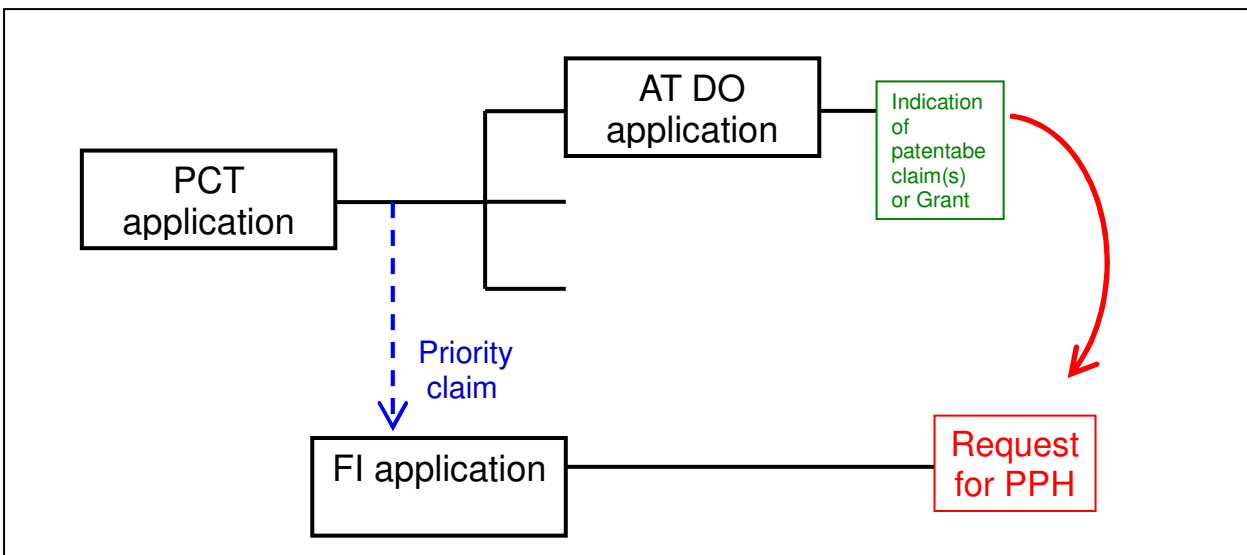 AT DO
application
Indication
of
patentabe
claim(s)
or Grant
PCT
application
Priority
claim
FI application
Request
for PPH